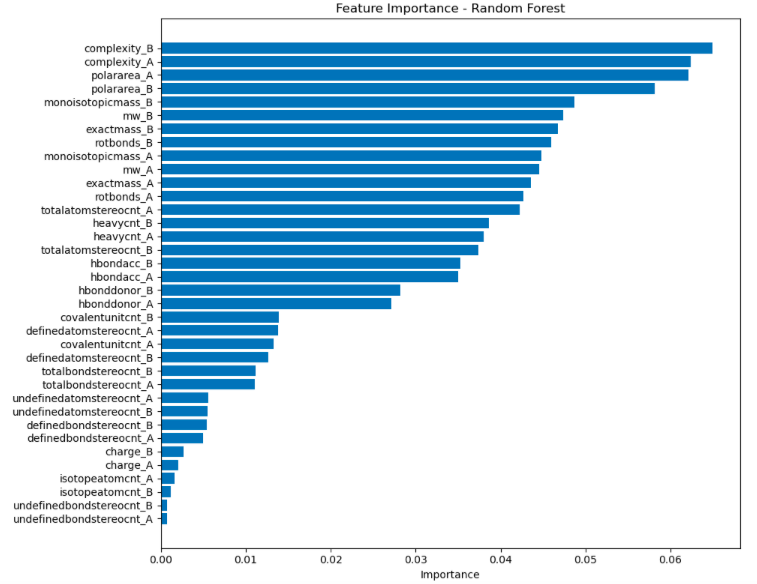 Feature Importance - Random Forest
complexity_B
complexity_A
polararea_A
polararea_B
monoisotopicmass_B
mw_B
exactmass_B
rotbonds_B
monoisotopicmass_A
mw_A
exactmass_A
rotbonds_A
totalatomstereocnt_A
heavycnt_B
heavycnt_A
totalatomstereocnt_B
hbondacc_B
hbondacc_A
hbonddonor_B
hbonddonor_A
covalentunitcnt_B
definedatomstereocnt_A
covalentunitcnt_A
definedatomstereocnt_B
totalbondstereocnt_B
totalbondstereocnt_A
undefinedatomstereocnt_A
undefinedatomstereocnt_B
definedbondstereocnt_B
definedbondstereocnt_A
charge_B
charge_A
isotopeatomcnt_A
isotopeatomcnt_B
undefinedbondstereocnt_B
undefinedbondstereocnt_A
0.00 0.01 0.02 0.03 0.04 0.05 0.06
Importance